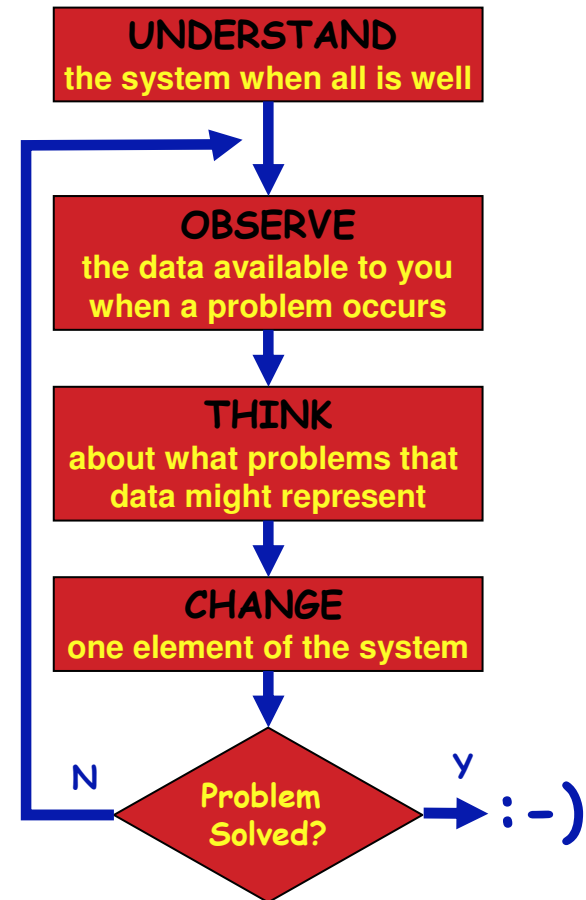 UNDERSTAND
the system when all is well
OBSERVE
the data available to you
when a problem occurs
THINK
about what problems that
data might represent
CHANGE
one element of the system
N
Y
Problem
Solved?
:-)